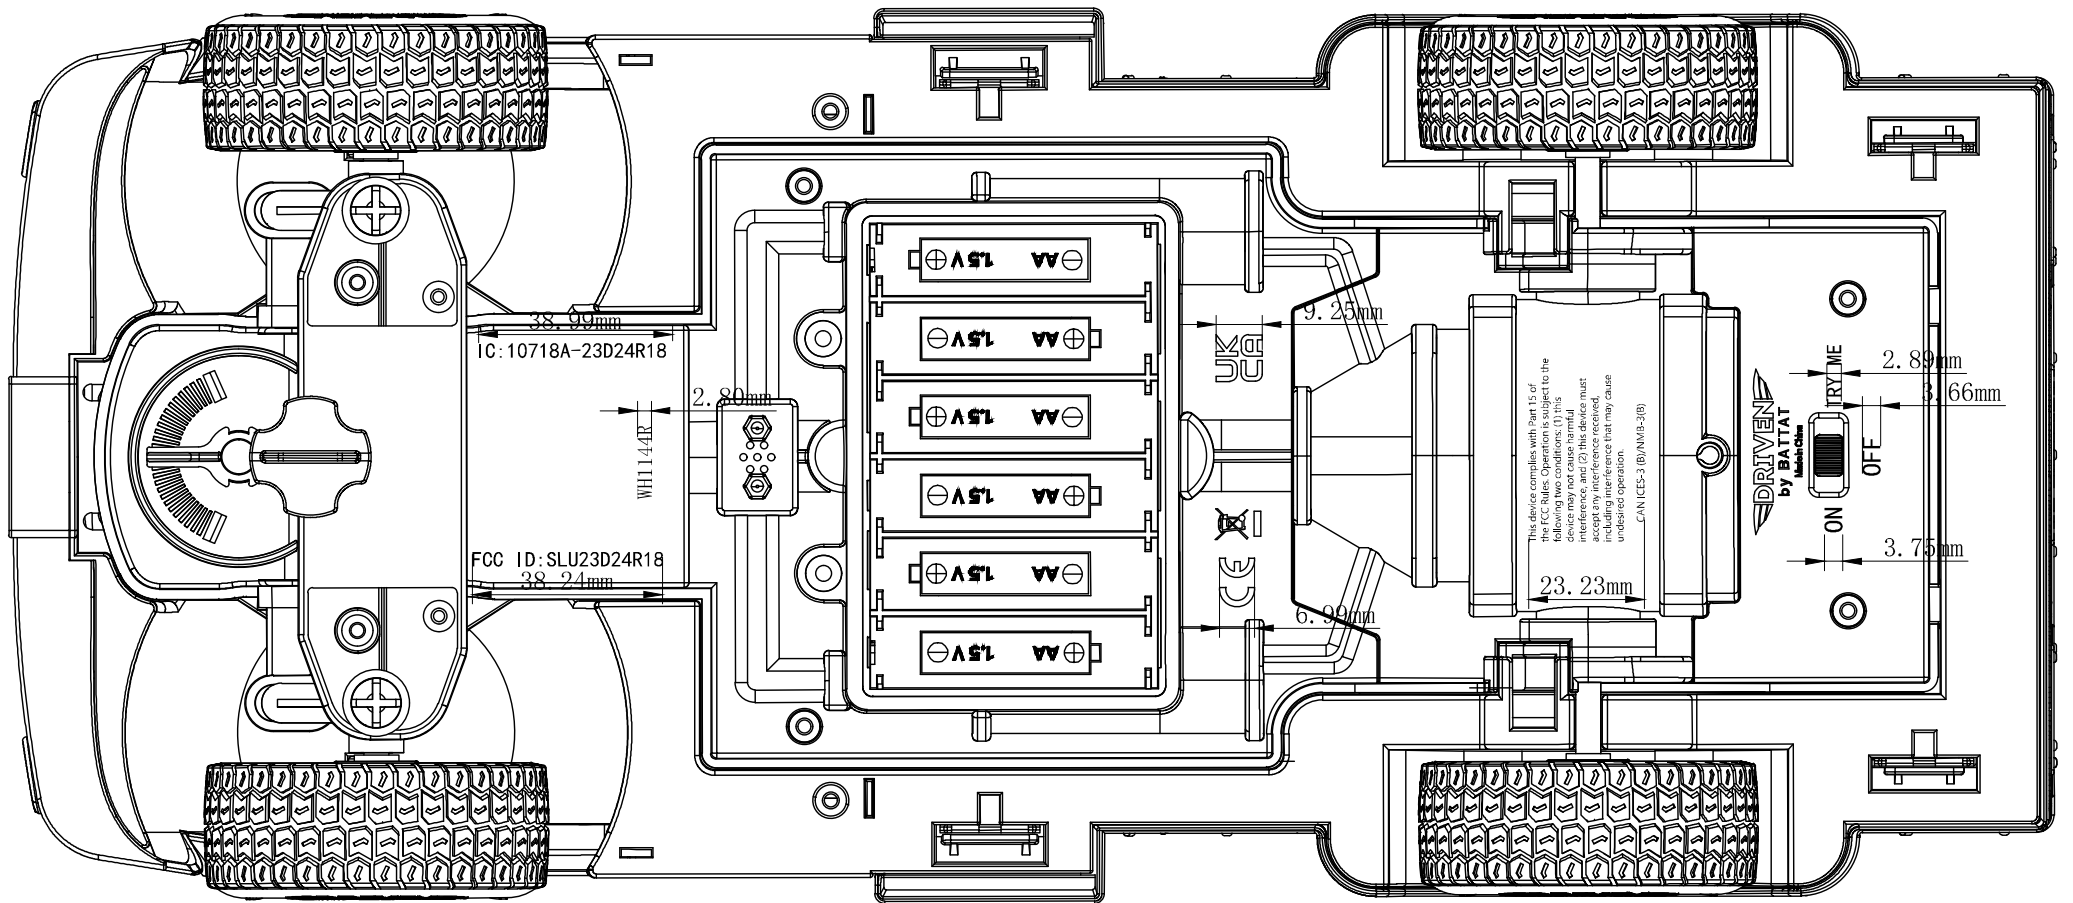 38.99mm
IC:10718A-23D24R18
2.80mm
WH1144R
FCC ID:SLU23D24R18
38.24mm
1.5V AA
1.5V AA
1.5V AA
1.5V AA
1.5V AA
1.5V AA
9.25mm
UK
CA
CE
6.99mm
This device complies with Part 15 of
the FCC Rules. Operation is subject to the
following two conditions: (1) this
device may not cause harmful
interference, and (2) this device must
accept any interference received,
including interference that may cause
undesired operation.
CAN ICES-3 (B)/NMB-3(B)
23.23mm
DRIVEN
by BATTAT
Made in China
TRY ME
2.89mm
3.66mm
OFF
ON
3.75mm